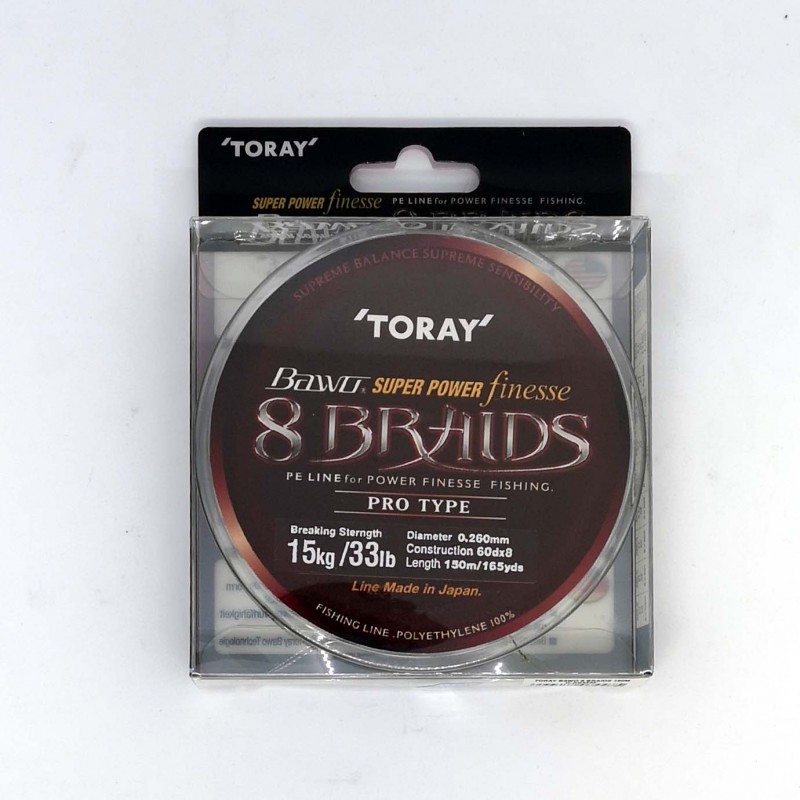 'TORAY'
SUPER POWER finesse PE LINE for POWER FINESSE FISHING.
SUPREME BALANCE SUPREME SENSIBILITY
'TORAY'
Bawo® SUPER POWER finesse
8 BRAIDS
PE LINE for POWER FINESSE FISHING.
PRO TYPE
Breaking Sterngth
15kg/33lb
Diameter 0.260mm
Construction 60dx8
Length 150m/165yds
Line Made in Japan.
FISHING LINE .POLYETHYLENE 100%